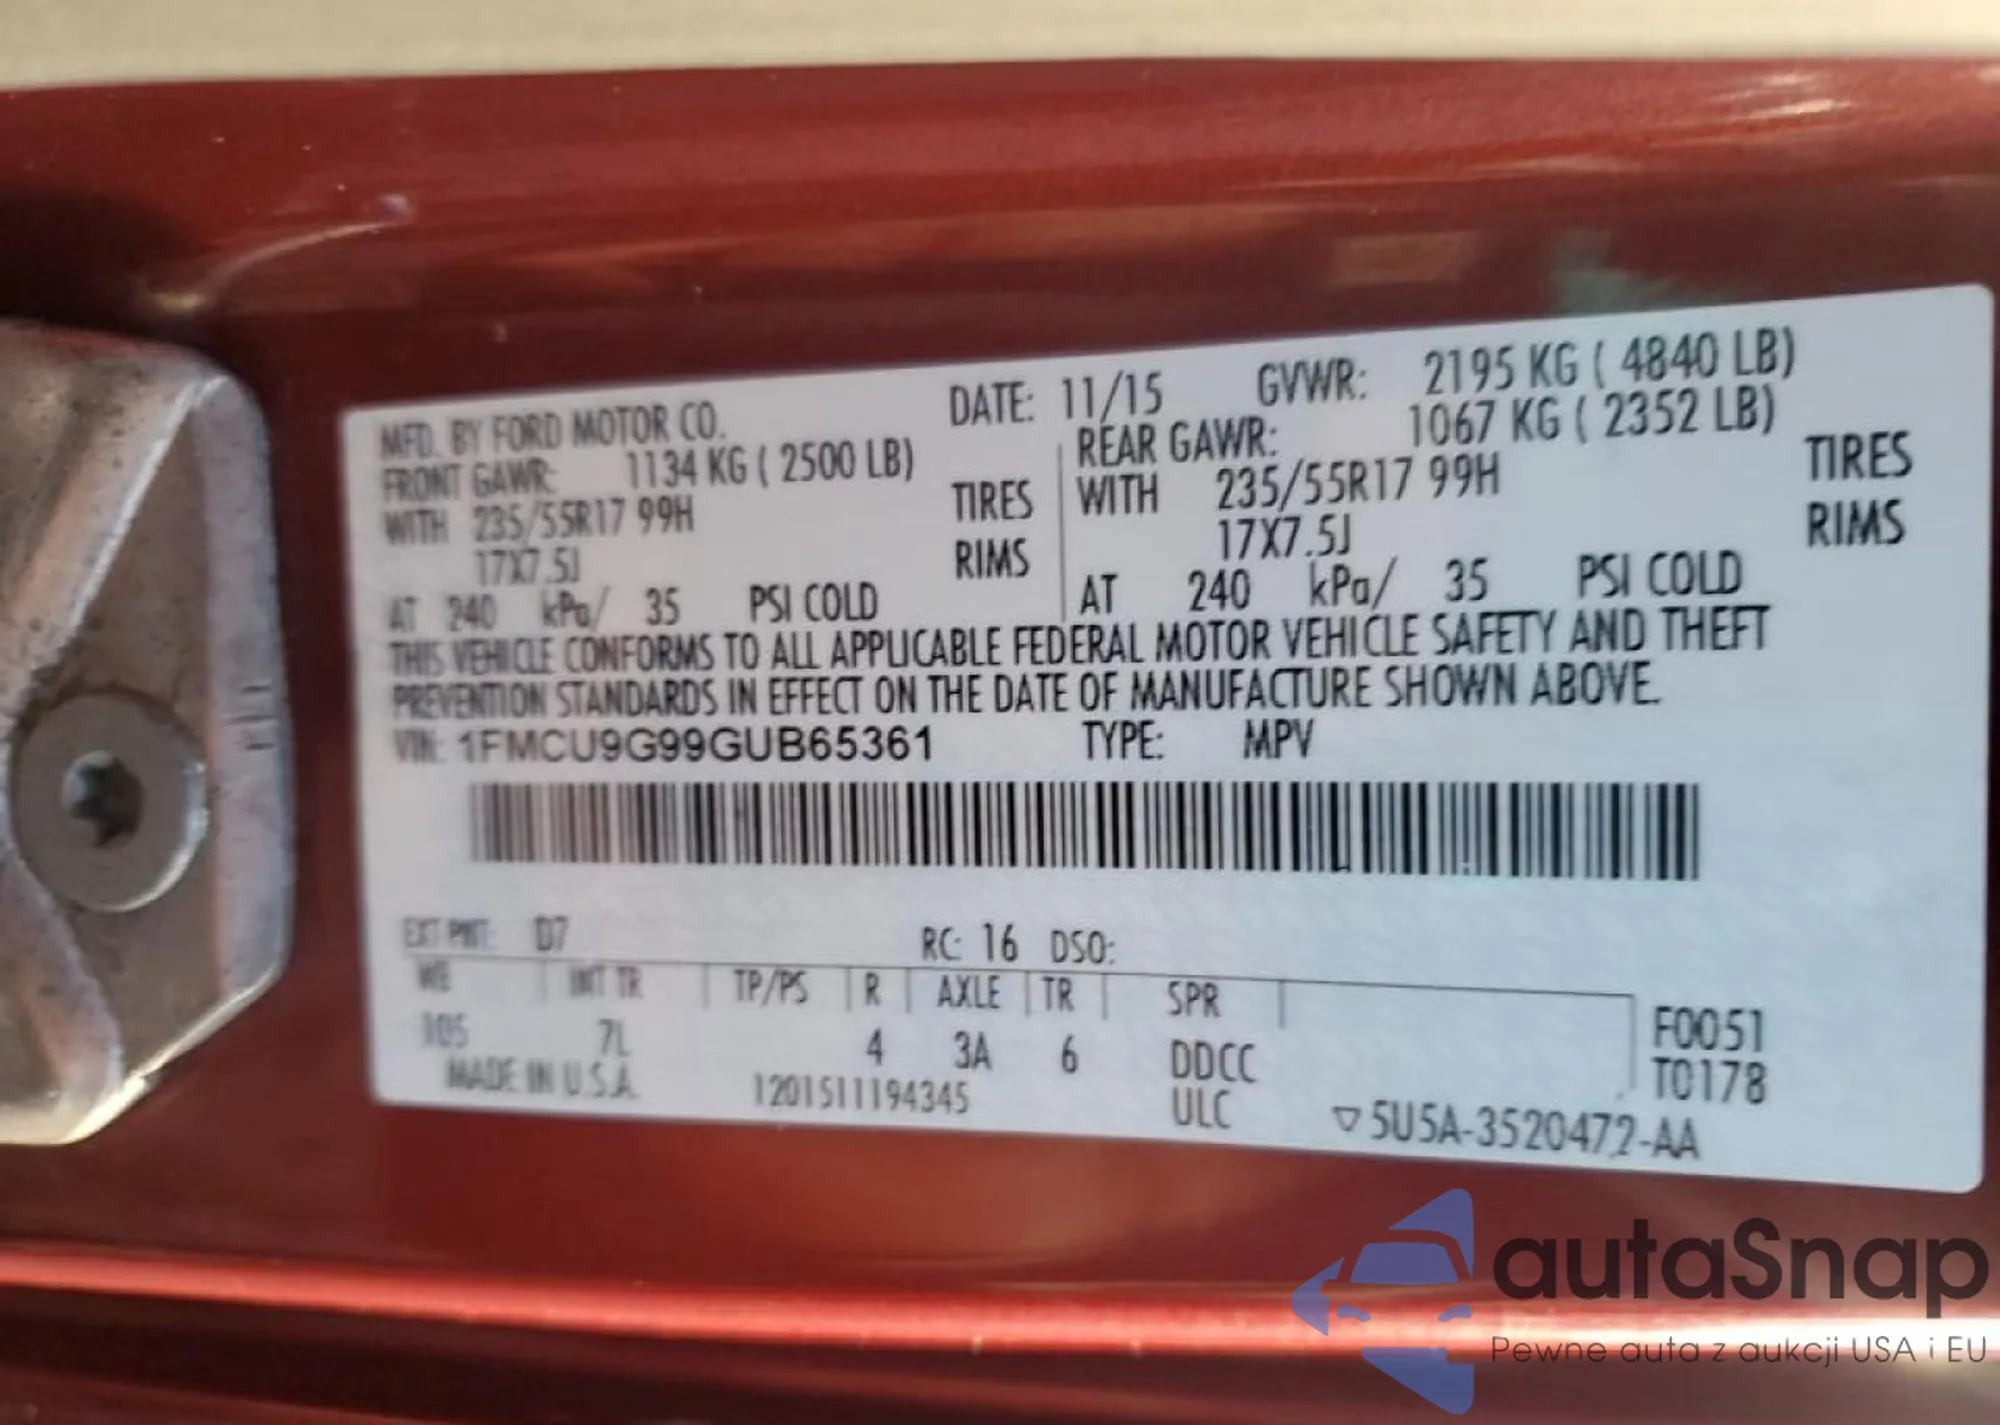 MFD. BY FORD MOTOR CO. DATE: 11/15 GVWR: 2195 KG ( 4840 LB)
FRONT GAWR: 1134 KG ( 2500 LB) REAR GAWR: 1067 KG ( 2352 LB)
WITH 235/55R17 99H TIRES WITH 235/55R17 99H TIRES
17X7.5J RIMS 17X7.5J RIMS
AT 240 kPa/ 35 PSI COLD AT 240 kPa/ 35 PSI COLD
THIS VEHICLE CONFORMS TO ALL APPLICABLE FEDERAL MOTOR VEHICLE SAFETY AND THEFT
PREVENTION STANDARDS IN EFFECT ON THE DATE OF MANUFACTURE SHOWN ABOVE.
VIN: 1FMCU9G99GUB65361 TYPE: MPV
EXT PNT: D7 RC: 16 DSO:
WB INT TR TP/PS R AXLE TR SPR F0051
105 7L 4 3A 6 DDCC T0178
MADE IN U.S.A. 1201511194345 ULC ▽5U5A-3520472-AA
autaSnap
Pewne auta z aukcji USA i EU